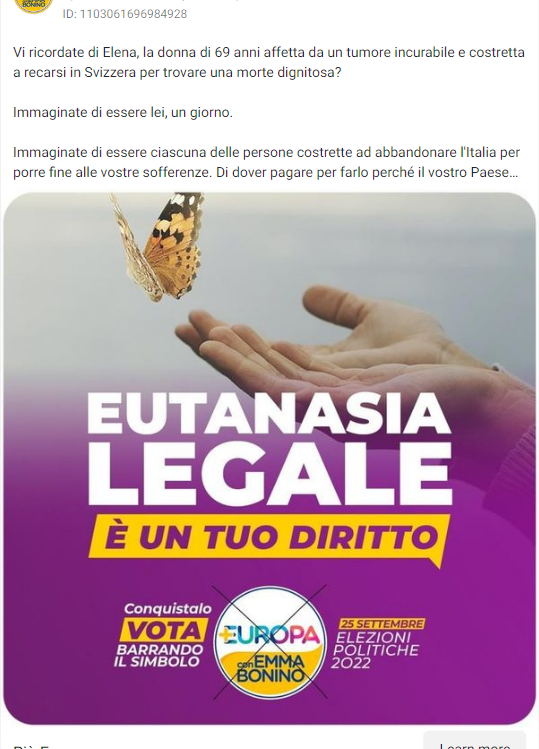 ID: 1103061696984928
Vi ricordate di Elena, la donna di 69 anni affetta da un tumore incurabile e costretta
a recarsi in Svizzera per trovare una morte dignitosa?
Immaginate di essere lei, un giorno.
Immaginate di essere ciascuna delle persone costrette ad abbandonare l'Italia per
porre fine alle vostre sofferenze. Di dover pagare per farlo perché il vostro Paese...
EUTANASIA
LEGALE
È UN TUO DIRITTO
Conquistalo
VOTA
BARRANDO
IL SIMBOLO
+EUROPA
con EMMA
BONINO
25 SETTEMBRE
ELEZIONI
POLITICHE
2022
Learn more